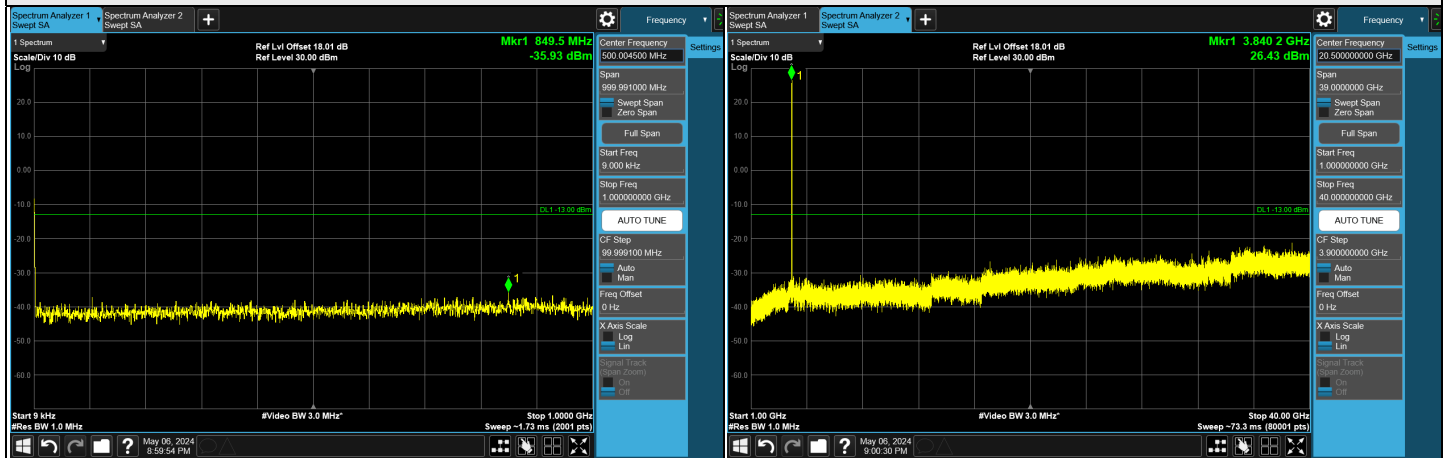 Spectrum Analyzer 1
Swept SA
Spectrum Analyzer 2
Swept SA
Frequency
1 Spectrum
Scale/Div 10 dB
Log
Ref Lvl Offset 18.01 dB
Ref Level 30.00 dBm
Mkr1 849.5 MHz
-35.93 dBm
1
20.0
10.0
0.00
-10.0
-20.0
-30.0
-40.0
-50.0
-60.0
DL1 -13.00 dBm
Start 9 kHz
#Res BW 1.0 MHz
#Video BW 3.0 MHz*
Stop 1.0000 GHz
Sweep ~1.73 ms (2001 pts)
Center Frequency
500.004500 MHz
Settings
Span
999.991000 MHz
Swept Span
Zero Span
Full Span
Start Freq
9.000 kHz
Stop Freq
1.000000000 GHz
AUTO TUNE
CF Step
99.999100 MHz
Auto
Man
Freq Offset
0 Hz
X Axis Scale
Log
Lin
Signal Track
(Span Zoom)
On
Off
?
May 06, 2024
8:59:54 PM
Spectrum Analyzer 1
Swept SA
Spectrum Analyzer 2
Swept SA
Frequency
1 Spectrum
Scale/Div 10 dB
Log
Ref Lvl Offset 18.01 dB
Ref Level 30.00 dBm
Mkr1 3.840 2 GHz
26.43 dBm
1
20.0
10.0
0.00
-10.0
-20.0
-30.0
-40.0
-50.0
-60.0
DL1 -13.00 dBm
Start 1.00 GHz
#Res BW 1.0 MHz
#Video BW 3.0 MHz*
Stop 40.00 GHz
Sweep ~73.3 ms (80001 pts)
Center Frequency
20.500000000 GHz
Settings
Span
39.0000000 GHz
Swept Span
Zero Span
Full Span
Start Freq
1.000000000 GHz
Stop Freq
40.000000000 GHz
AUTO TUNE
CF Step
3.900000000 GHz
Auto
Man
Freq Offset
0 Hz
X Axis Scale
Log
Lin
Signal Track
(Span Zoom)
On
Off
?
May 06, 2024
9:00:30 PM